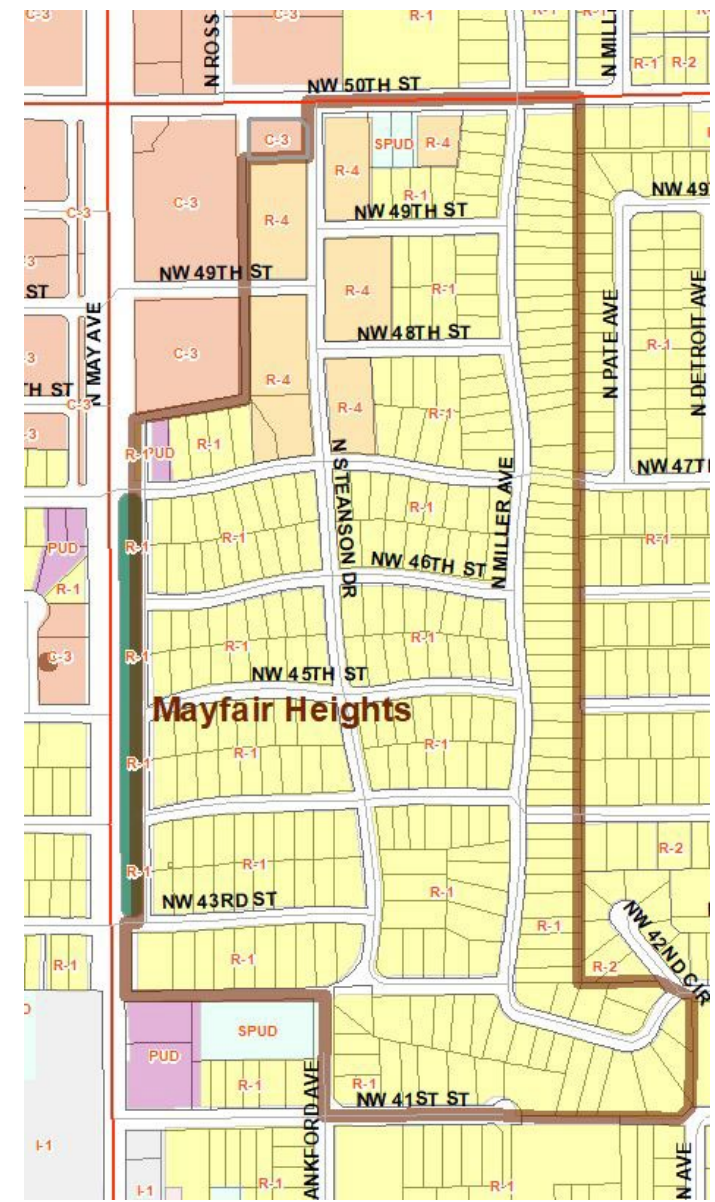 C-3
C-3
R-1
R-1
R-1
N ROSS
N MILL
R-1
R-2
NW 50TH ST
C-3
SPUD
R-4
R-4
C-3
C-3
R-4
R-1
NW 49TH ST
NW 49
NW 49TH ST
ST
R-4
R-1
N PATE AVE
N DETROIT AVE
R-1
N MAY AVE
C-3
NW 48TH ST
R-4
TH ST
C-3
R-4
R-1
R-1
PUD
R-1
N STEANSON DR
N MILLER AVE
NW 47T
R-1
R-1
R-1
PUD
R-1
R-1
NW 46TH ST
R-1
C-3
R-1
R-1
R-1
NW 45TH ST
Mayfair Heights
R-1
R-1
R-1
R-1
R-1
R-2
R-1
NW 43RD ST
NW 42ND CIR
R-1
R-1
R-1
R-2
SPUD
PUD
R-1
R-1
NW 41ST ST
ANKFORD AVE
I-1
I-1
R-1
R-1
N AVE